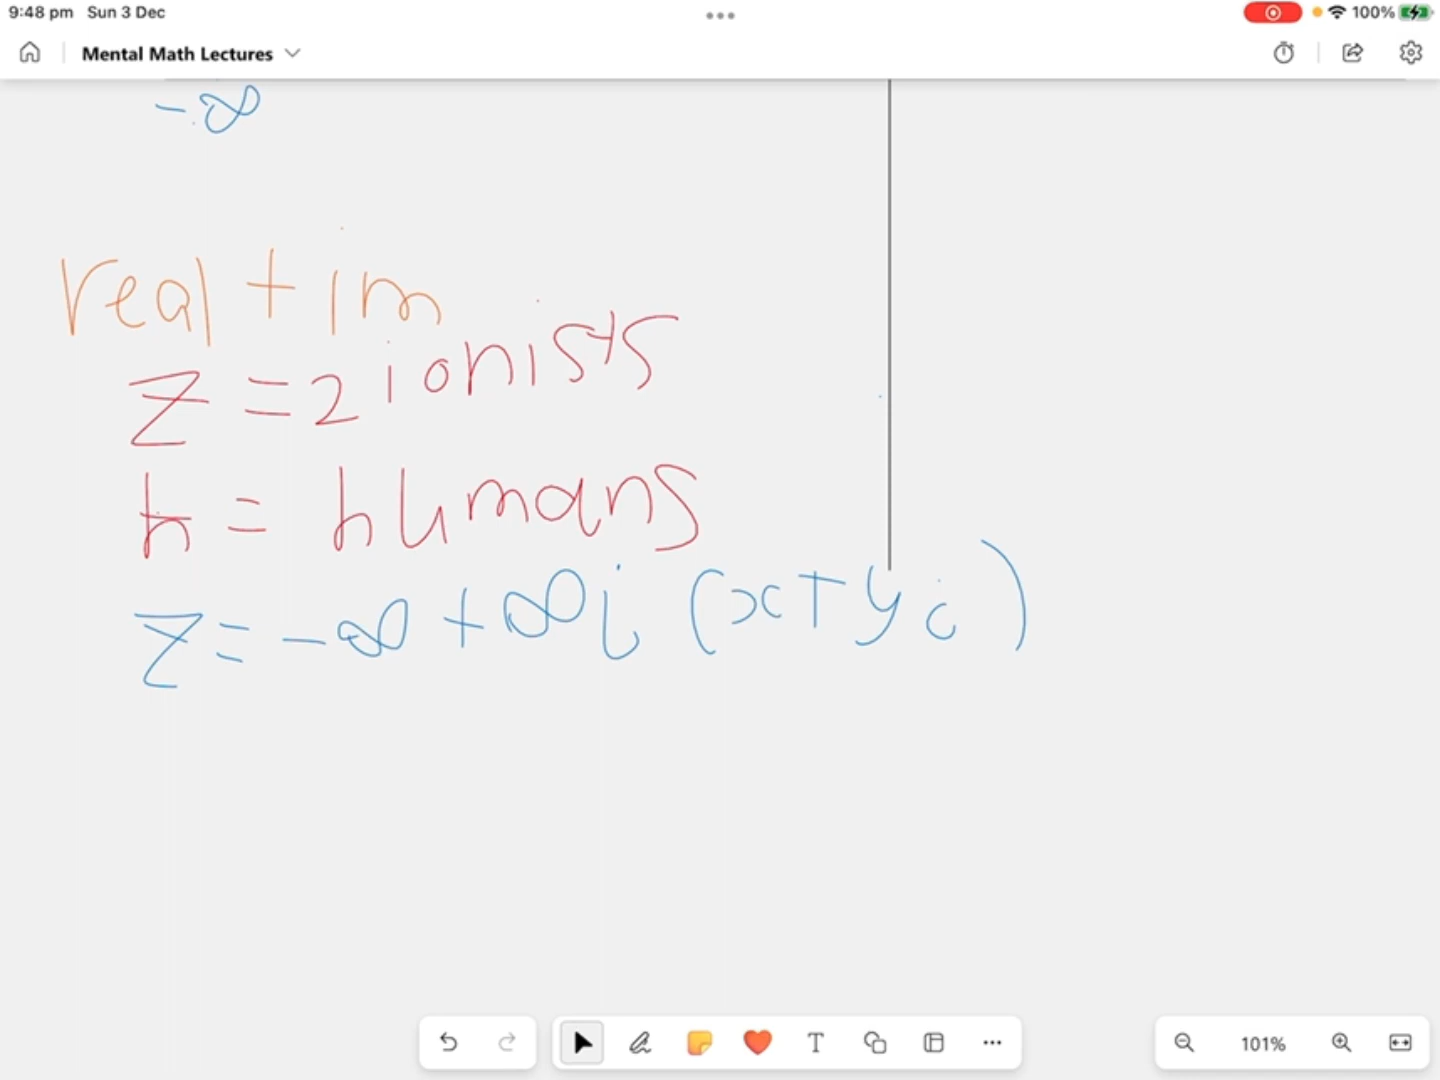 9:48 pm Sun 3 Dec
100%
Mental Math Lectures
-∞
real + Im
z = zionists
h = humans
z = -∞ + ∞i (x+yi)
T
101%